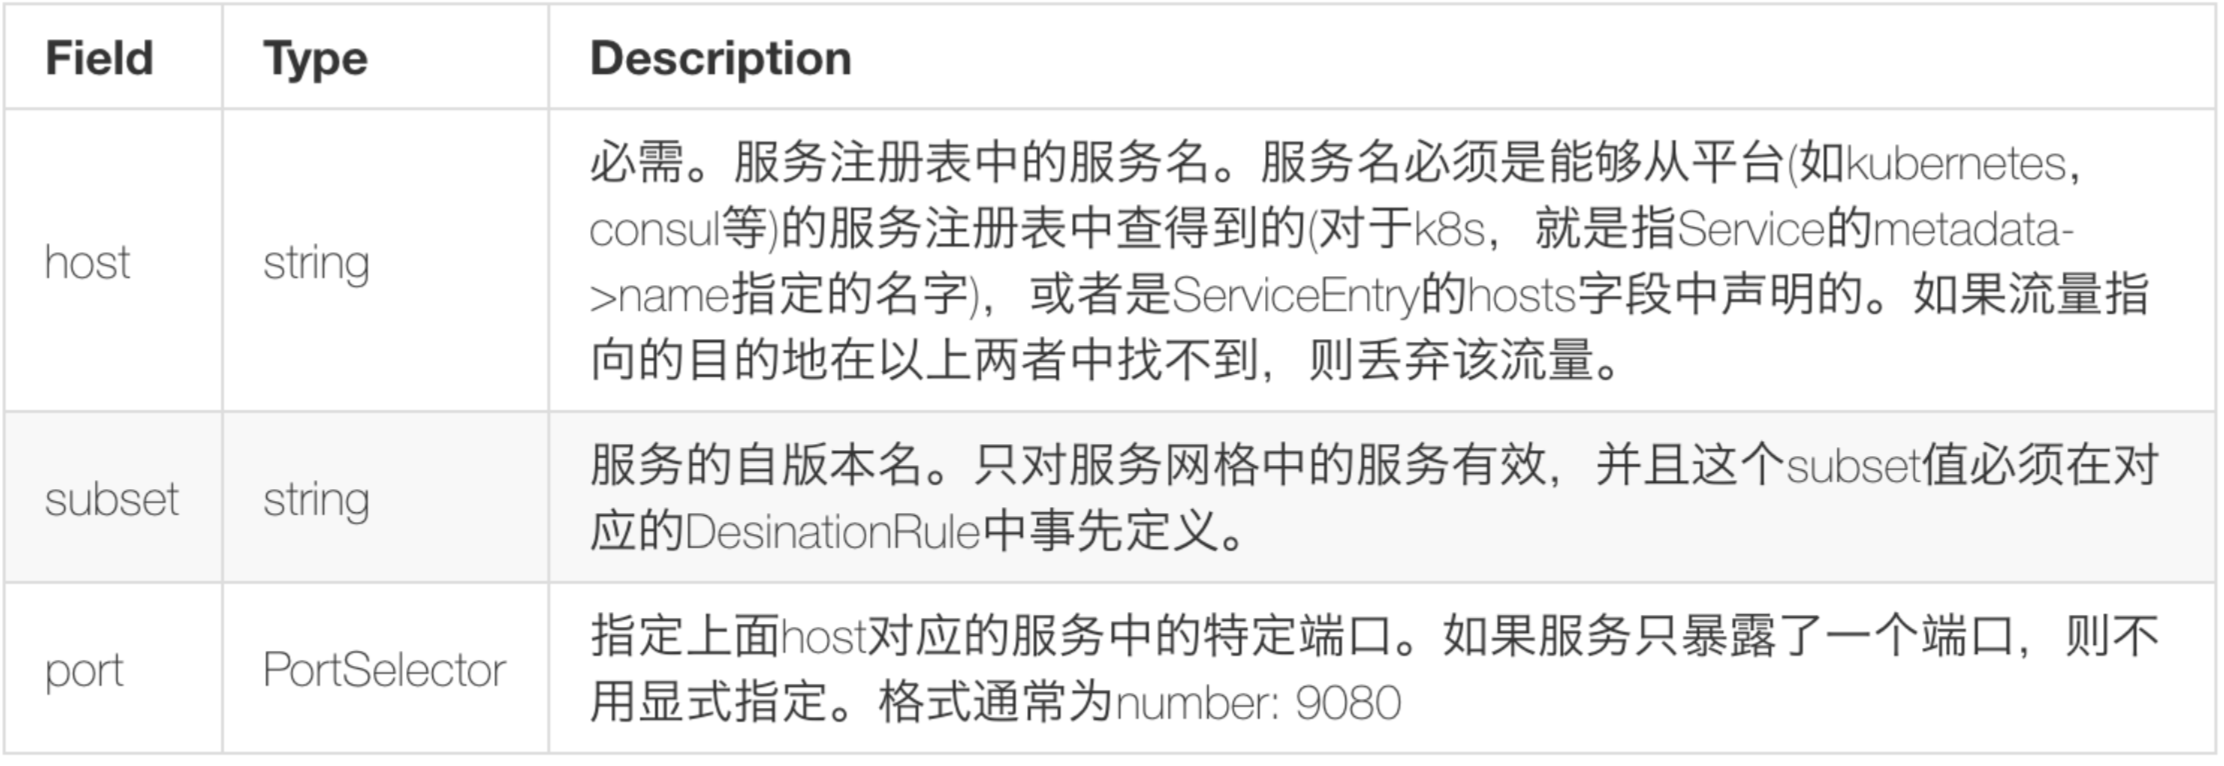 Field Type Description
host string
必需。服务注册表中的服务名。服务名必须是能够从平台(如kubernetes,
consul等)的服务注册表中查得到的(对于k8s，就是指Service的metadata-
>name指定的名字)，或者是ServiceEntry的hosts字段中声明的。如果流量指
向的目的地在以上两者中找不到，则丢弃该流量。
subset string
服务的自版本名。只对服务网格中的服务有效，并且这个subset值必须在对
应的DesinationRule中事先定义。
port PortSelector
指定上面host对应的服务中的特定端口。如果服务只暴露了一个端口，则不
用显式指定。格式通常为number: 9080